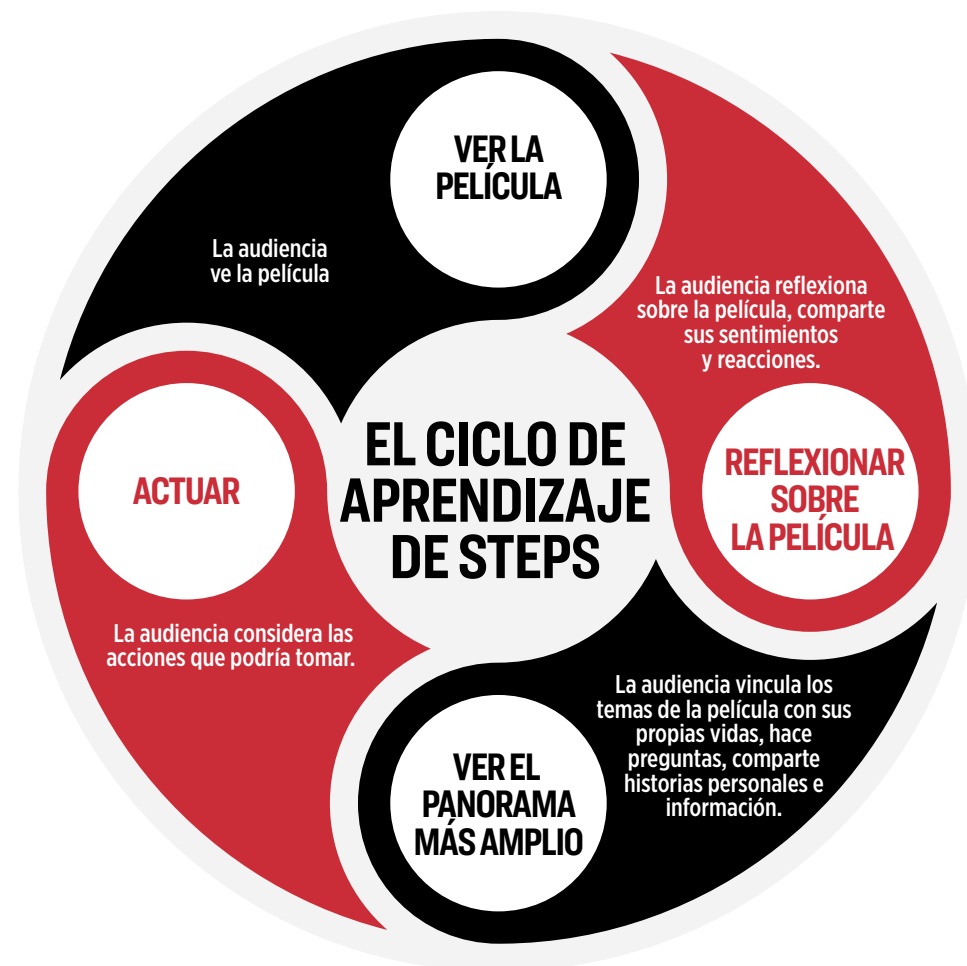 VER LA
PELÍCULA
La audiencia
ve la película
La audiencia reflexiona
sobre la película, comparte
sus sentimientos
y reacciones.
REFLEXIONAR
SOBRE
LA PELÍCULA
EL CICLO DE
APRENDIZAJE
DE STEPS
La audiencia vincula los
temas de la película con sus
propias vidas, hace
preguntas, comparte
historias personales e
información.
VER EL
PANORAMA
MÁS AMPLIO
ACTUAR
La audiencia considera las
acciones que podría tomar.